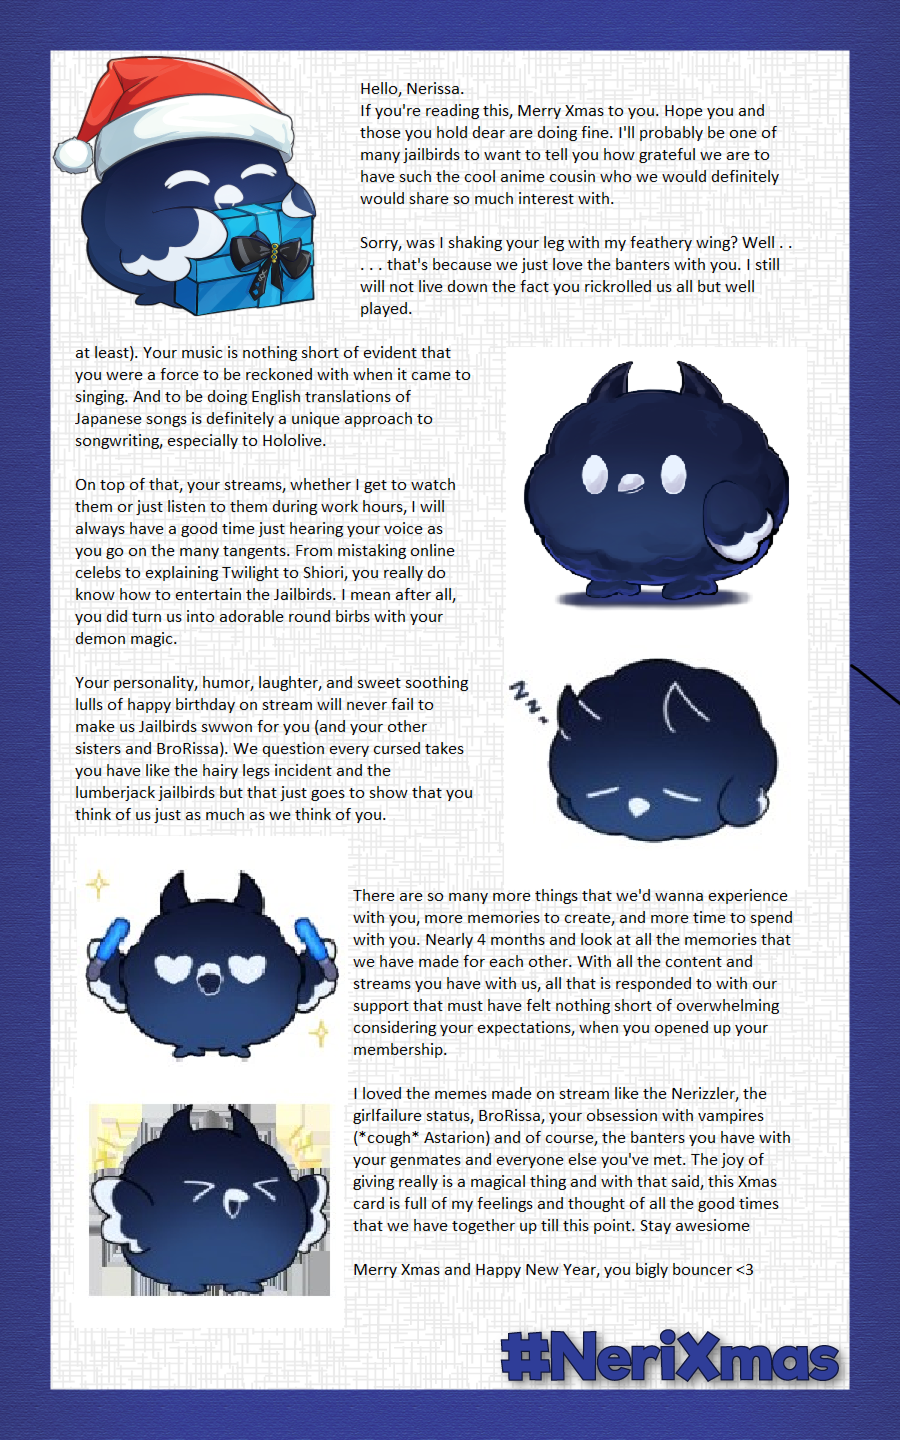 Hello, Nerissa.
If you're reading this, Merry Xmas to you. Hope you and
those you hold dear are doing fine. I'll probably be one of
many jailbirds to want to tell you how grateful we are to
have such the cool anime cousin who we would definitely
would share so much interest with.
Sorry, was I shaking your leg with my feathery wing? Well . .
. . . that's because we just love the banters with you. I still
will not live down the fact you rickrolled us all but well
played.
at least). Your music is nothing short of evident that
you were a force to be reckoned with when it came to
singing. And to be doing English translations of
Japanese songs is definitely a unique approach to
songwriting, especially to Hololive.
On top of that, your streams, whether I get to watch
them or just listen to them during work hours, I will
always have a good time just hearing your voice as
you go on the many tangents. From mistaking online
celebs to explaining Twilight to Shiori, you really do
know how to entertain the Jailbirds. I mean after all,
you did turn us into adorable round birbs with your
demon magic.
Your personality, humor, laughter, and sweet soothing
lulls of happy birthday on stream will never fail to
make us Jailbirds swwon for you (and your other
sisters and BroRissa). We question every cursed takes
you have like the hairy legs incident and the
lumberjack jailbirds but that just goes to show that you
think of us just as much as we think of you.
zzz
There are so many more things that we'd wanna experience
with you, more memories to create, and more time to spend
with you. Nearly 4 months and look at all the memories that
we have made for each other. With all the content and
streams you have with us, all that is responded to with our
support that must have felt nothing short of overwhelming
considering your expectations, when you opened up your
membership.
I loved the memes made on stream like the Nerizzler, the
girlfailure status, BroRissa, your obsession with vampires
(*cough* Astarion) and of course, the banters you have with
your genmates and everyone else you've met. The joy of
giving really is a magical thing and with that said, this Xmas
card is full of my feelings and thought of all the good times
that we have together up till this point. Stay awesiome
Merry Xmas and Happy New Year, you bigly bouncer <3
#NeriXmas